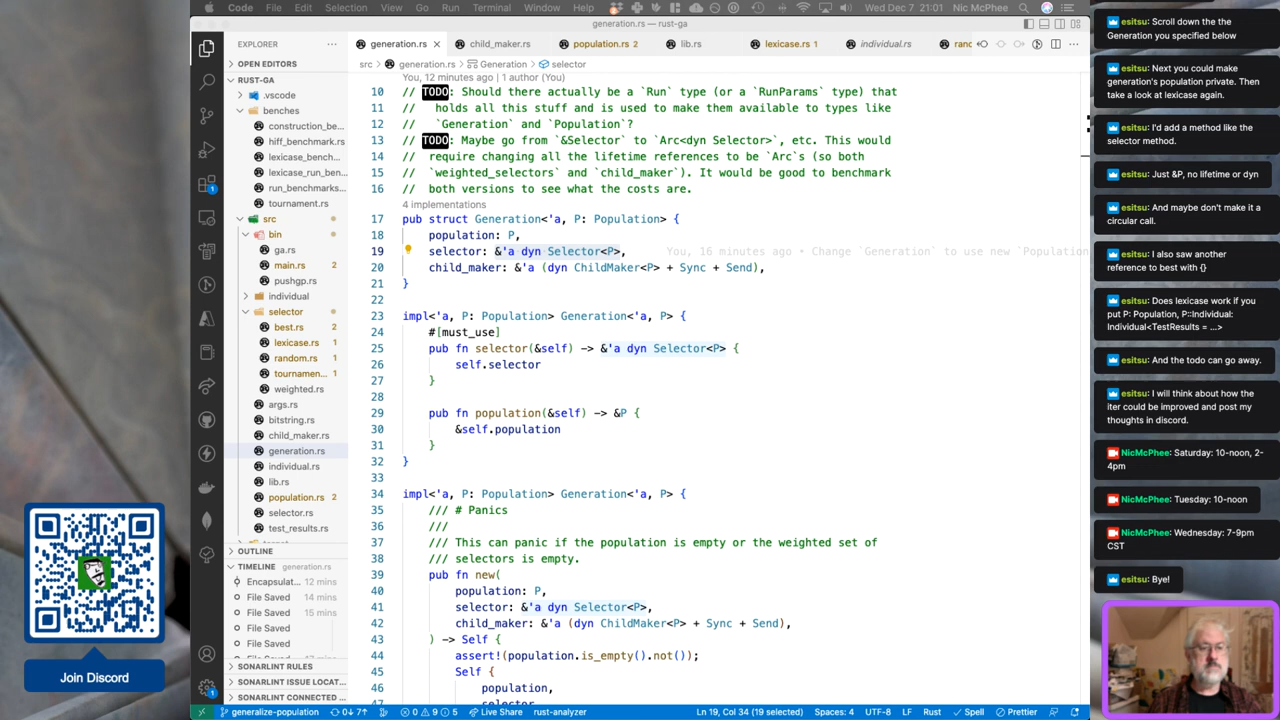 Code File Edit Selection View Go Run Terminal Window Help Wed Dec 7 21:01 Nic McPhee
generation.rs — rust-ga
EXPLORER
OPEN EDITORS
RUST-GA
.vscode
benches
construction_be...
hiff_benchmark.rs
lexicase_bench...
lexicase_run_ben...
run_benchmarks...
tournament.rs
src
bin
ga.rs
main.rs 2
pushgp.rs
individual
selector
best.rs 2
lexicase.rs 1
random.rs 1
tournamen... 1
weighted.rs
args.rs
bitstring.rs
child_maker.rs
generation.rs
individual.rs
lib.rs
population.rs 2
selector.rs
test_results.rs
OUTLINE
TIMELINE generation.rs
Encapsulat... 12 mins
File Saved 14 mins
File Saved 15 mins
File Saved
File Saved
SONARLINT RULES
SONARLINT ISSUE LOCAT...
SONARLINT CONNECTED
generation.rs child_maker.rs population.rs 2 lib.rs lexicase.rs 1 individual.rs
src > generation.rs > Generation > selector
You, 12 minutes ago | 1 author (You)
10 // TODO: Should there actually be a `Run` type (or a `RunParams` type) that
11 // holds all this stuff and is used to make them available to types like
12 // `Generation` and `Population`?
13 // TODO: Maybe go from `&Selector` to `Arc<dyn Selector>`, etc. This would
14 // require changing all the lifetime references to be `Arc`s (so both
15 // `weighted_selectors` and `child_maker`). It would be good to benchmark
16 // both versions to see what the costs are.
4 implementations
17 pub struct Generation<'a, P: Population> {
18 population: P,
19 selector: &'a dyn Selector<P>, You, 16 minutes ago • Change `Generation` to use new `Population
20 child_maker: &'a (dyn ChildMaker<P> + Sync + Send),
21 }
22
23 impl<'a, P: Population> Generation<'a, P> {
24 #[must_use]
25 pub fn selector(&self) -> &'a dyn Selector<P> {
26 self.selector
27 }
28
29 pub fn population(&self) -> &P {
30 &self.population
31 }
32 }
33
34 impl<'a, P: Population> Generation<'a, P> {
35 /// # Panics
36 ///
37 /// This can panic if the population is empty or the weighted set of
38 /// selectors is empty.
39 pub fn new(
40 population: P,
41 selector: &'a dyn Selector<P>,
42 child_maker: &'a (dyn ChildMaker<P> + Sync + Send),
43 ) -> Self {
44 assert!(population.is_empty().not());
45 Self {
46 population,
generalize-population 0↓ 7↑ 0 9 5 Live Share rust-analyzer Ln 19, Col 34 (19 selected) Spaces: 4 UTF-8 LF Rust Spell Prettier
esitsu: Scroll down the the
Generation you specified below
esitsu: Next you could make
generation's population private. Then
take a look at lexicase again.
esitsu: I'd add a method like the
selector method.
esitsu: Just &P, no lifetime or dyn
esitsu: And maybe don't make it a
circular call.
esitsu: I also saw another
reference to best with {}
esitsu: Does lexicase work if you
put P: Population, P::Individual:
Individual<TestResults = ...>
esitsu: And the todo can go away.
esitsu: I will think about how the
iter could be improved and post my
thoughts in discord.
NicMcPhee: Saturday: 10-noon, 2-
4pm
NicMcPhee: Tuesday: 10-noon
NicMcPhee: Wednesday: 7-9pm
CST
esitsu: Bye!
Join Discord